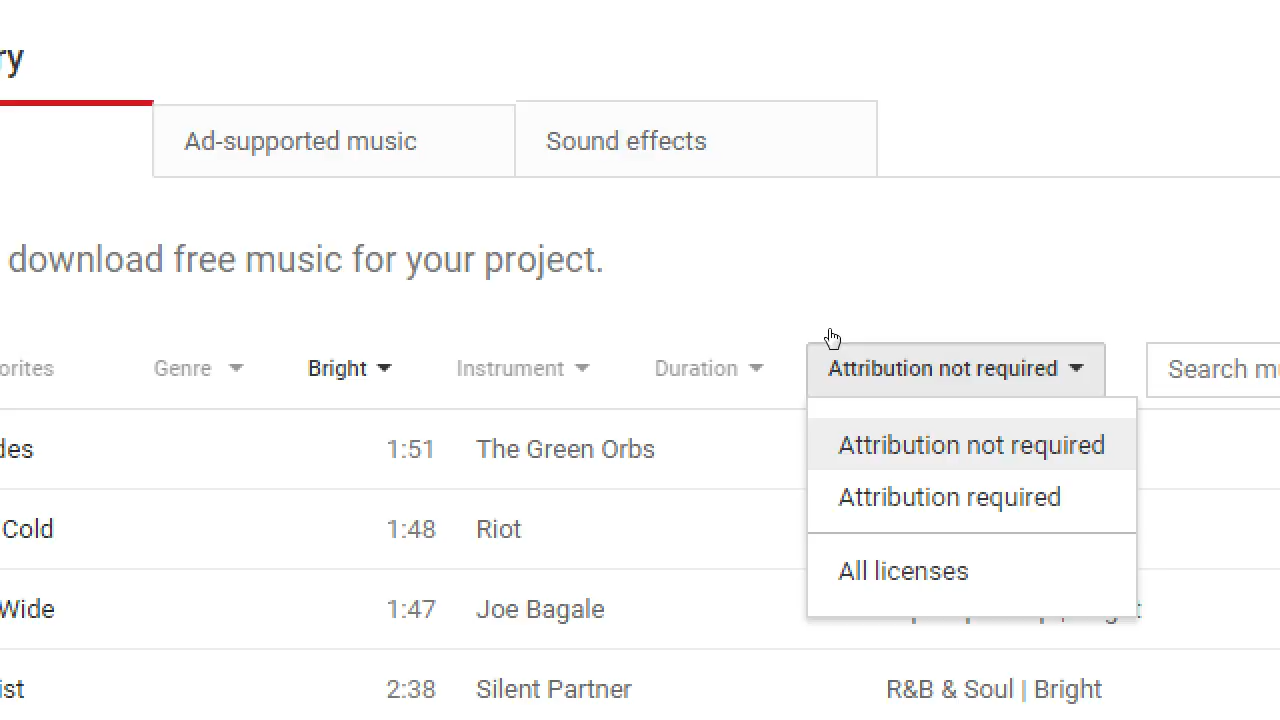 ry
Ad-supported music Sound effects
download free music for your project.
orites Genre Bright Instrument Duration Attribution not required Search mu
des 1:51 The Green Orbs Attribution not required
Attribution required
Cold 1:48 Riot
All licenses
Wide 1:47 Joe Bagale
ist 2:38 Silent Partner R&B & Soul | Bright